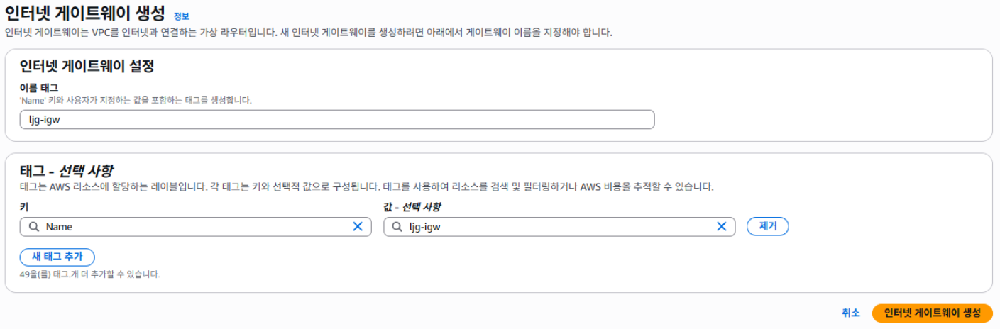 인터넷 게이트웨이 생성 정보
인터넷 게이트웨이는 VPC를 인터넷과 연결하는 가상 라우터입니다. 새 인터넷 게이트웨이를 생성하려면 아래에서 게이트웨이 이름을 지정해야 합니다.
인터넷 게이트웨이 설정
이름 태그
'Name' 키와 사용자가 지정하는 값을 포함하는 태그를 생성합니다.
ljg-igw
태그 - 선택 사항
태그는 AWS 리소스에 할당하는 레이블입니다. 각 태그는 키와 선택적 값으로 구성됩니다. 태그를 사용하여 리소스를 검색 및 필터링하거나 AWS 비용을 추적할 수 있습니다.
키 값 - 선택 사항
Name ljg-igw 제거
새 태그 추가
49을(를) 태그.개 더 추가할 수 있습니다.
취소 인터넷 게이트웨이 생성